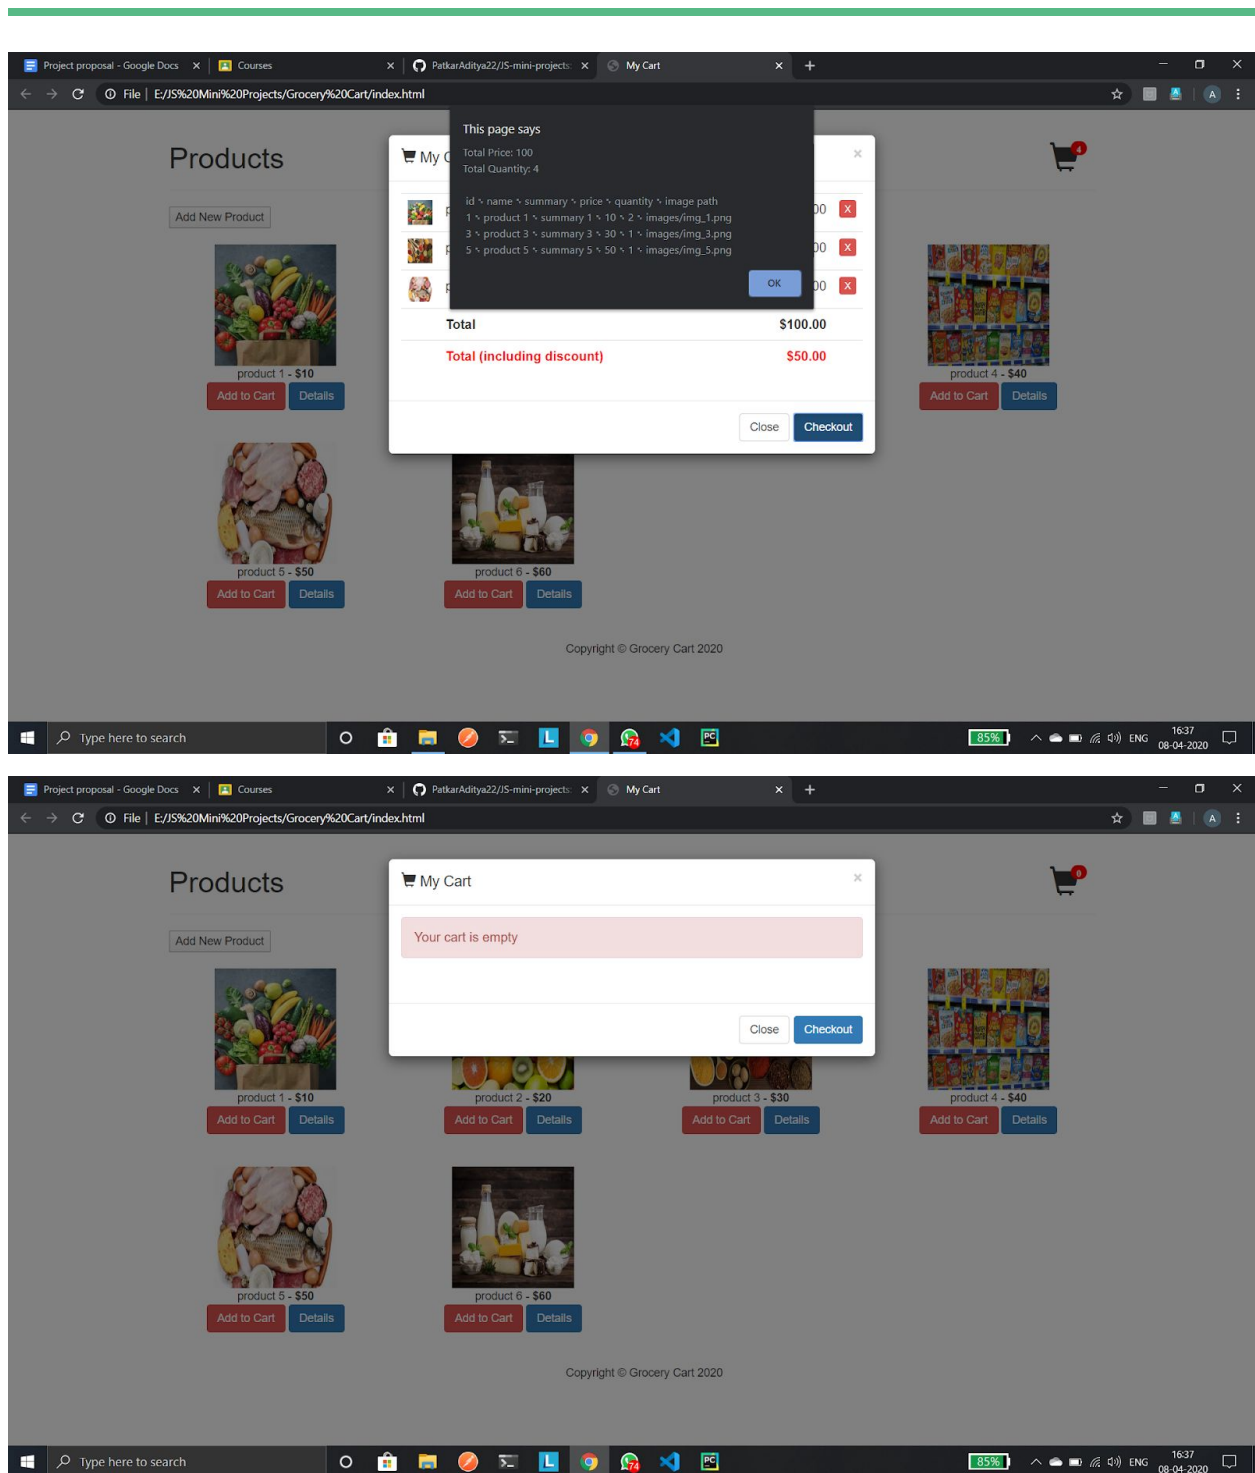 Project proposal - Google Docs
Courses
PatkarAditya22/JS-mini-projects:
My Cart
File | E:/JS%20Mini%20Projects/Grocery%20Cart/index.html
A
This page says
Total Price: 100
Total Quantity: 4
id ␊ name ␊ summary ␊ price ␊ quantity ␊ image path
1 ␊ product 1 ␊ summary 1 ␊ 10 ␊ 2 ␊ images/img_1.png
3 ␊ product 3 ␊ summary 3 ␊ 30 ␊ 1 ␊ images/img_3.png
5 ␊ product 5 ␊ summary 5 ␊ 50 ␊ 1 ␊ images/img_5.png
OK
Products
My C
×
4
Add New Product
p 00 X
p 00 X
p 00 X
Total $100.00
Total (including discount) $50.00
Close Checkout
product 1 - $10
Add to Cart Details
product 4 - $40
Add to Cart Details
product 5 - $50
Add to Cart Details
product 6 - $60
Add to Cart Details
Copyright © Grocery Cart 2020
Type here to search
L
74
PC
85%
ENG
16:37
08-04-2020
Project proposal - Google Docs
Courses
PatkarAditya22/JS-mini-projects:
My Cart
File | E:/JS%20Mini%20Projects/Grocery%20Cart/index.html
A
Products
My Cart
×
0
Add New Product
Your cart is empty
Close Checkout
product 1 - $10
Add to Cart Details
product 2 - $20
Add to Cart Details
product 3 - $30
Add to Cart Details
product 4 - $40
Add to Cart Details
product 5 - $50
Add to Cart Details
product 6 - $60
Add to Cart Details
Copyright © Grocery Cart 2020
Type here to search
L
74
PC
85%
ENG
16:37
08-04-2020